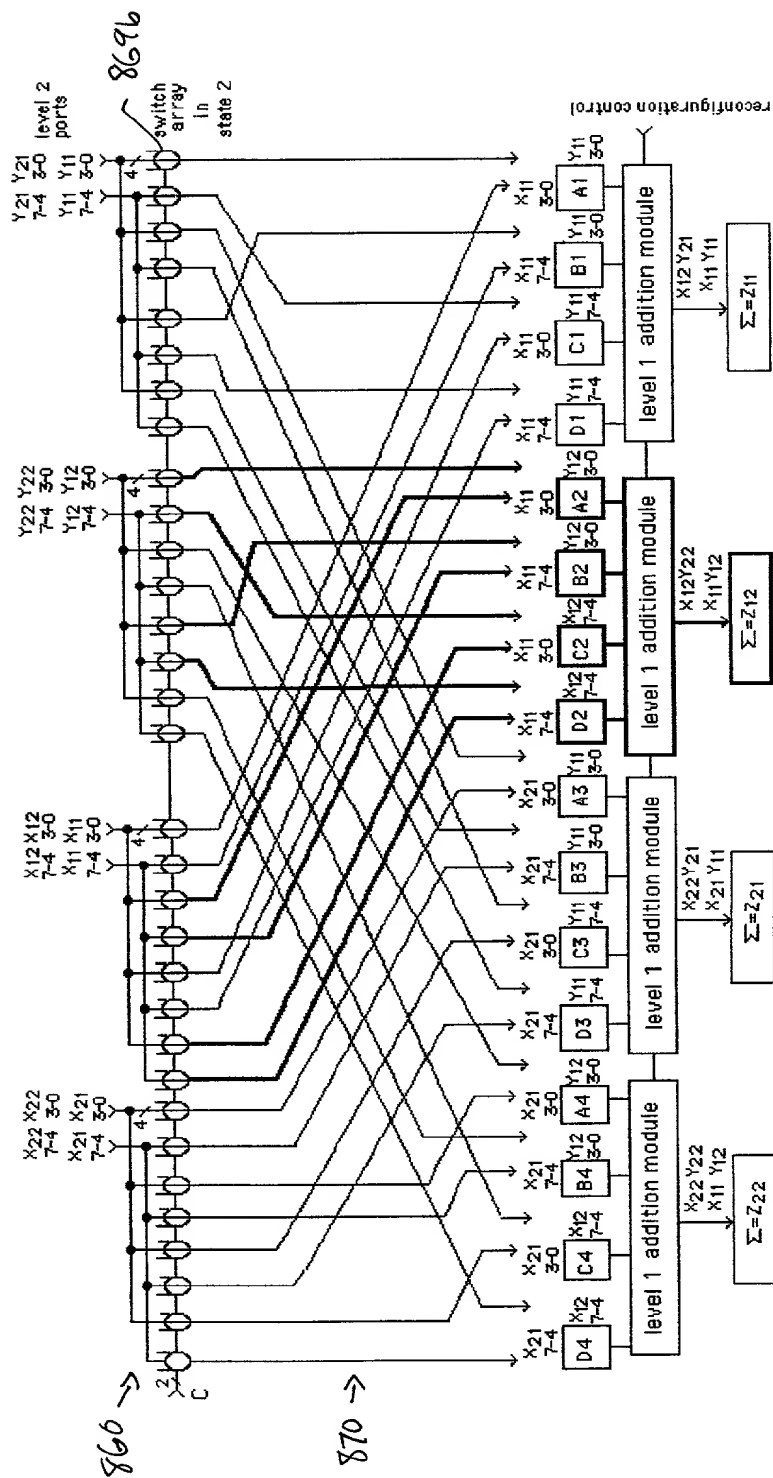 level 2
ports
X22 X22 X12 X12 Y22 Y22 Y21 Y21
7-4 3-0 7-4 3-0 7-4 3-0 7-4 3-0
X21 X21 X11 X11 Y12 Y12 Y11 Y11
7-4 3-0 7-4 3-0 7-4 3-0 7-4 3-0
4 4 4 4
869b
switch
array
in
state 2
860
2
C
870
X21 X12 X21 X12 X21 Y12 X21 Y12
7-4 7-4 3-0 7-4 7-4 3-0 3-0 3-0
D4 C4 B4 A4
X21 Y11 X21 Y11 X21 Y11 X21 Y11
7-4 7-4 3-0 7-4 7-4 3-0 3-0 3-0
D3 C3 B3 A3
X11 X12 X11 X12 X11 Y12 X11 Y12
7-4 7-4 3-0 7-4 7-4 3-0 3-0 3-0
D2 C2 B2 A2
X11 Y11 X11 Y11 X11 Y11 X11 Y11
7-4 7-4 3-0 7-4 7-4 3-0 3-0 3-0
D1 C1 B1 A1
level 1 addition module
level 1 addition module
level 1 addition module
level 1 addition module
reconfiguration control
X22 Y22
X11 Y12
X22 Y21
X21 Y11
X12Y22
X11Y12
X12 Y21
X11 Y11
Σ=Z22
Σ=Z21
Σ=Z12
Σ=Z11